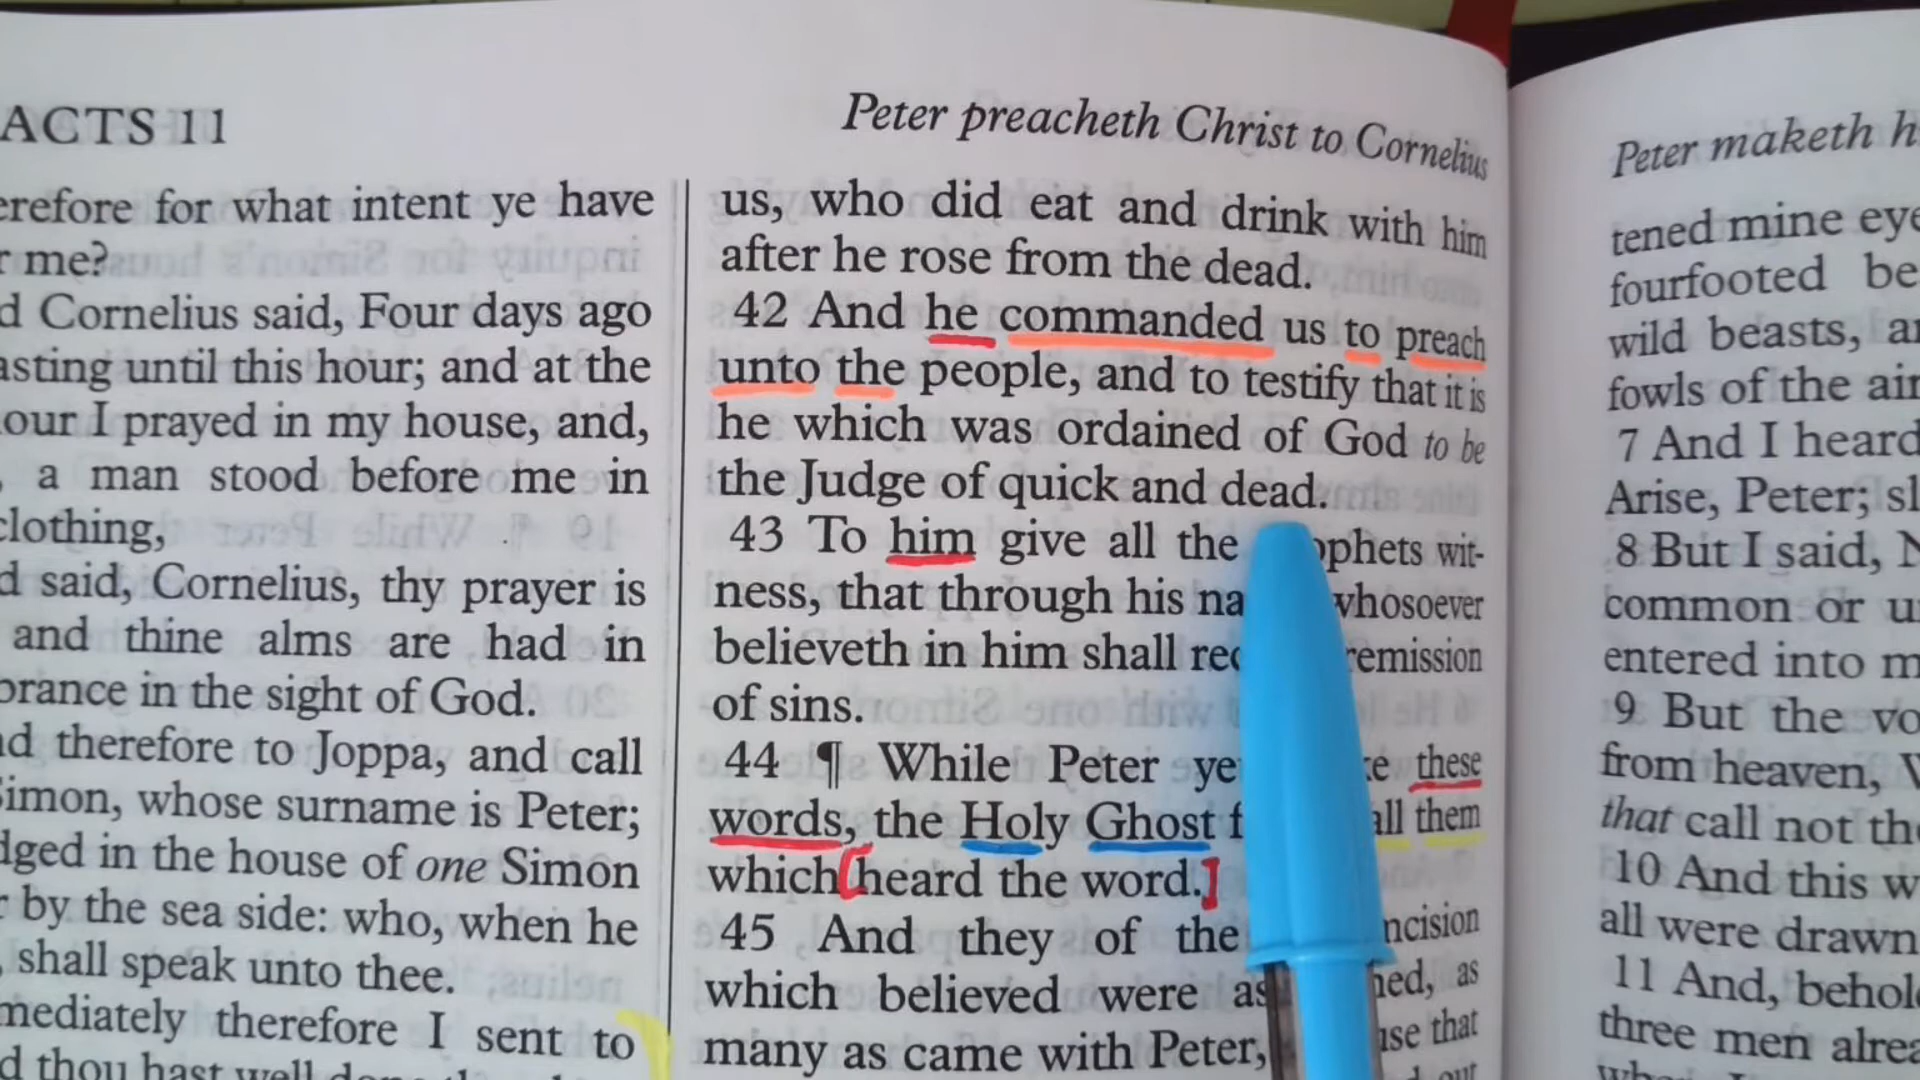 ACTS 11
Peter preacheth Christ to Cornelius
for what intent ye have
me?
Cornelius said, Four days ago
until this hour; and at the
I prayed in my house, and,
a man stood before me in
clothing,
said, Cornelius, thy prayer is
and thine alms are had in
in the sight of God.
therefore to Joppa, and call
whose surname is Peter;
in the house of one Simon
by the sea side: who, when he
shall speak unto thee.
therefore I sent to
thou hast well
us, who did eat and drink with him
after he rose from the dead.
42 And he commanded us to preach
unto the people, and to testify that it is
he which was ordained of God to be
the Judge of quick and dead.
43 To him give all the wit-
ness, that through his whosoever
believeth in him shall remission
of sins.
44 ¶ While Peter these
words, the Holy Ghost all them
which [heard the word.]
45 And they of the
which believed were as
many as came with Peter, that
out
Peter maketh
tened mine
fourfooted
wild beasts,
fowls of the air
7 And I heard
Arise, Peter;
8 But I said,
common or
entered into
9 But the
from heaven,
that call not
10 And this
all were drawn
11 And,
three men